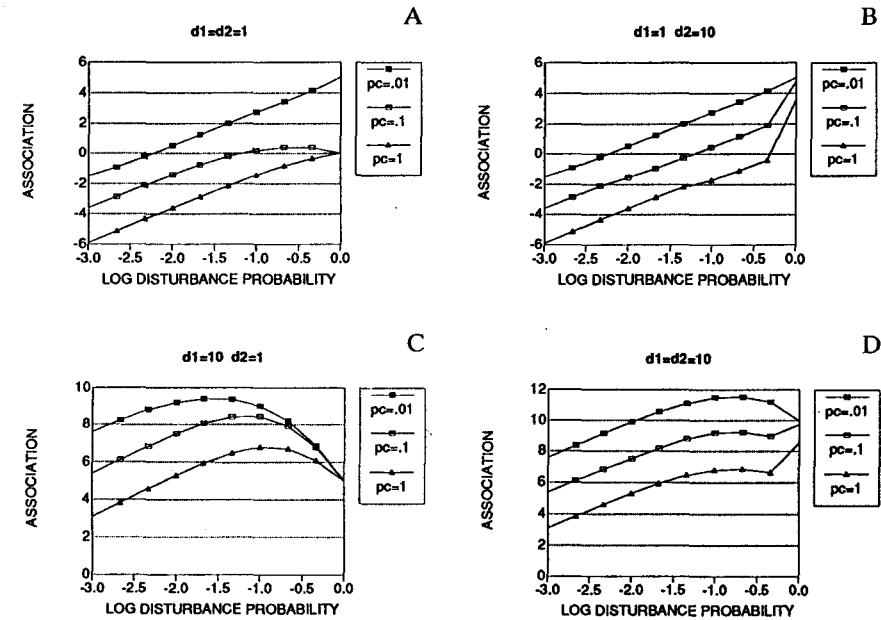 A
d1=d2=1
6
4
2
0
-2
-4
-6
ASSOCIATION
-3.0 -2.5 -2.0 -1.5 -1.0 -0.5 0.0
LOG DISTURBANCE PROBABILITY
pc=.01
pc=.1
pc=1
B
d1=1 d2=10
6
4
2
0
-2
-4
-6
ASSOCIATION
-3.0 -2.5 -2.0 -1.5 -1.0 -0.5 0.0
LOG DISTURBANCE PROBABILITY
pc=.01
pc=.1
pc=1
C
d1=10 d2=1
10
8
6
4
2
0
ASSOCIATION
-3.0 -2.5 -2.0 -1.5 -1.0 -0.5 0.0
LOG DISTURBANCE PROBABILITY
pc=.01
pc=.1
pc=1
D
d1=d2=10
12
10
8
6
4
2
0
ASSOCIATION
-3.0 -2.5 -2.0 -1.5 -1.0 -0.5 0.0
LOG DISTURBANCE PROBABILITY
pc=.01
pc=.1
pc=1